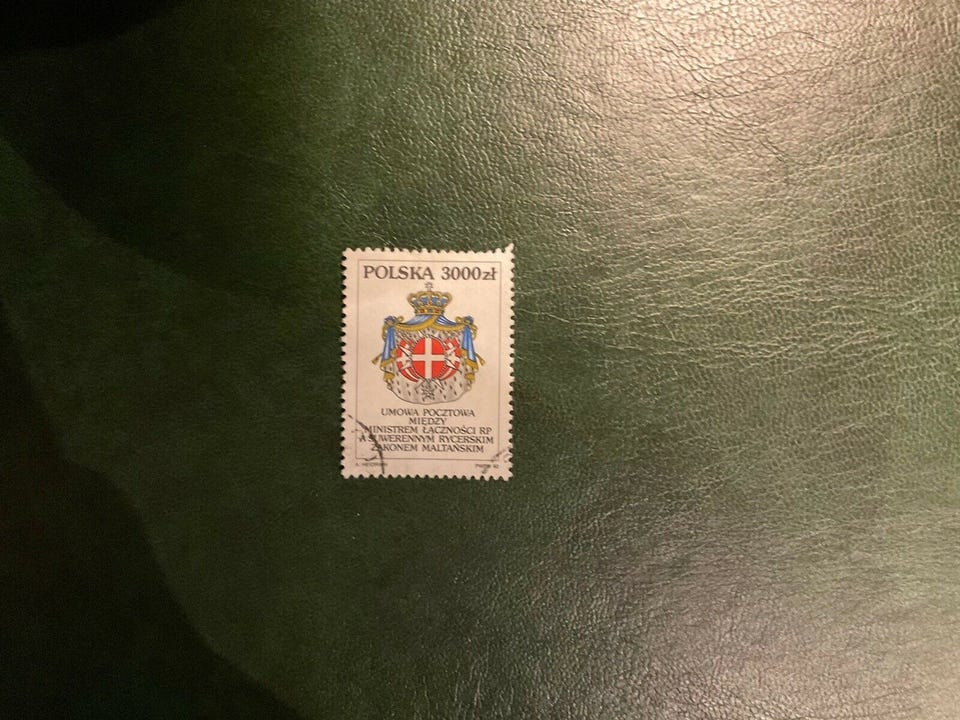 POLSKA 3000zł
UMOWA POCZTOWA
MIĘDZY
MINISTREM ŁĄCZNOŚCI RP
A SUWERENNYM RYCERSKIM
ZAKONEM MALTAŃSKIM